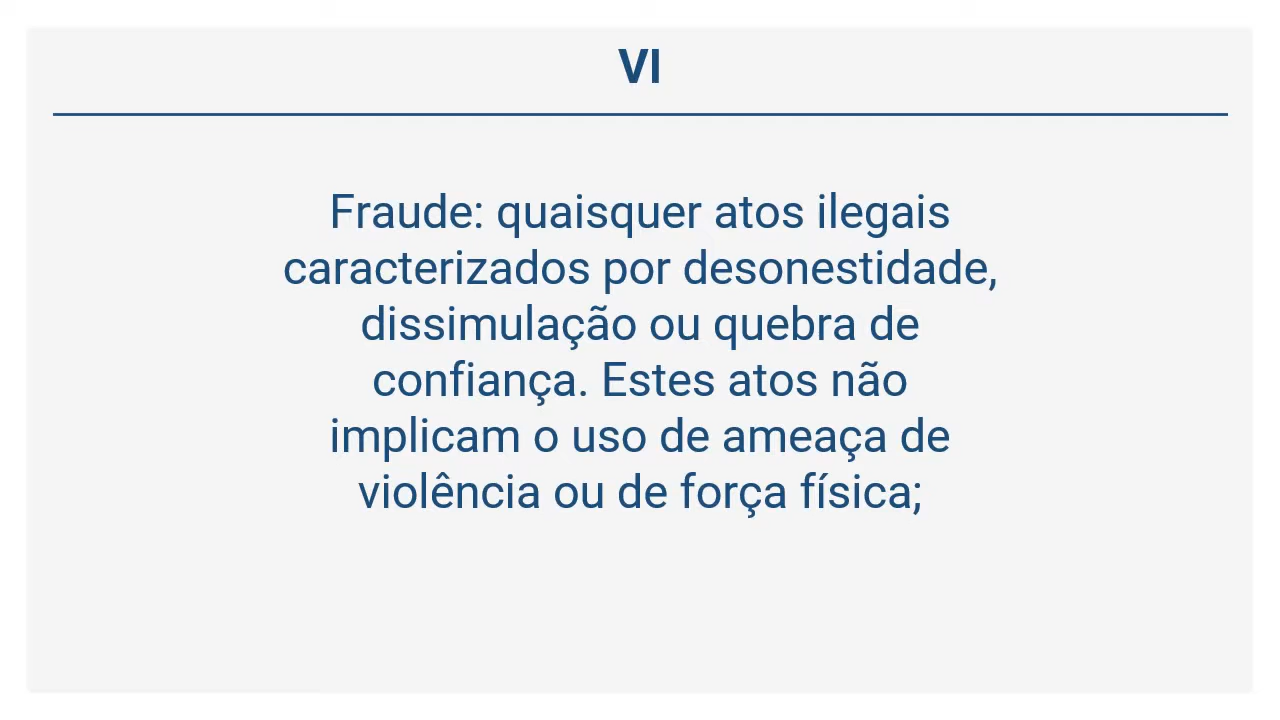 VI
Fraude: quaisquer atos ilegais
caracterizados por desonestidade,
dissimulação ou quebra de
confiança. Estes atos não
implicam o uso de ameaça de
violência ou de força física;